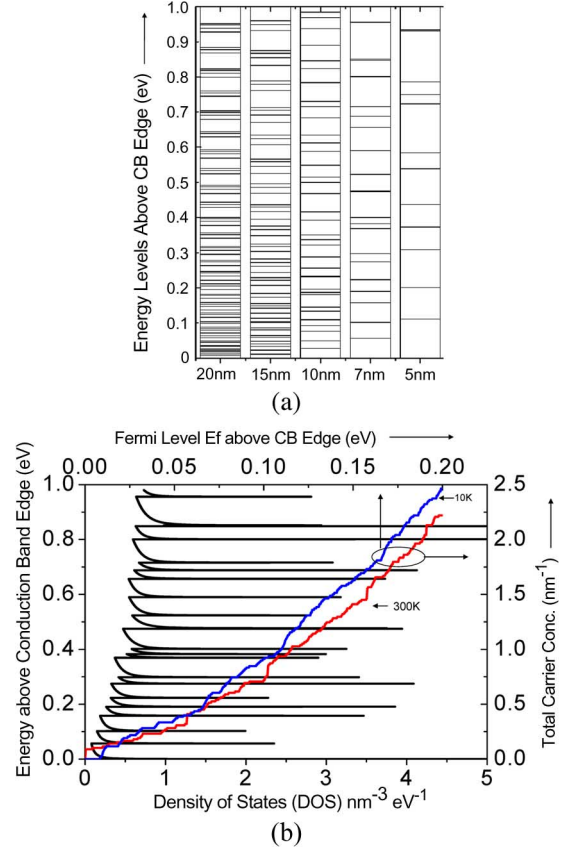 1.0
0.9
0.8
0.7
0.6
0.5
0.4
0.3
0.2
0.1
0
Energy Levels Above CB Edge (ev)
20nm 15nm 10nm 7nm 5nm
(a)
Fermi Level Ef above CB Edge (eV)
0.00 0.05 0.10 0.15 0.20
1.0
0.8
0.6
0.4
0.2
0.0
Energy above Conduction Band Edge (eV)
10K
300K
2.5
2.0
1.5
1.0
0.5
0.0
Total Carrier Conc. (nm⁻¹)
0 1 2 3 4 5
Density of States (DOS) nm⁻³ eV⁻¹
(b)